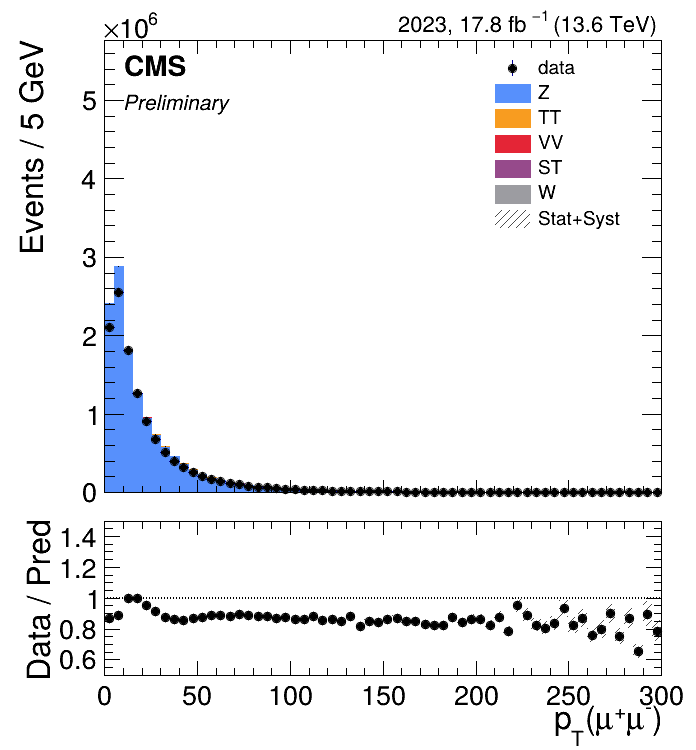 ×10⁶
2023, 17.8 fb⁻¹ (13.6 TeV)
CMS
Preliminary
data
Z
TT
VV
ST
W
Stat+Syst
Events / 5 GeV
5
4
3
2
1
0
Data / Pred
1.4
1.2
1
0.8
0.6
0 50 100 150 200 250 300
p_T(μ⁺μ⁻)